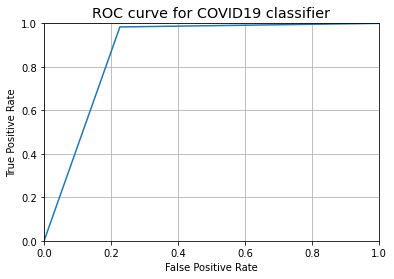 ROC curve for COVID19 classifier
True Positive Rate
1.0
0.8
0.6
0.4
0.2
0.0
0.0 0.2 0.4 0.6 0.8 1.0
False Positive Rate